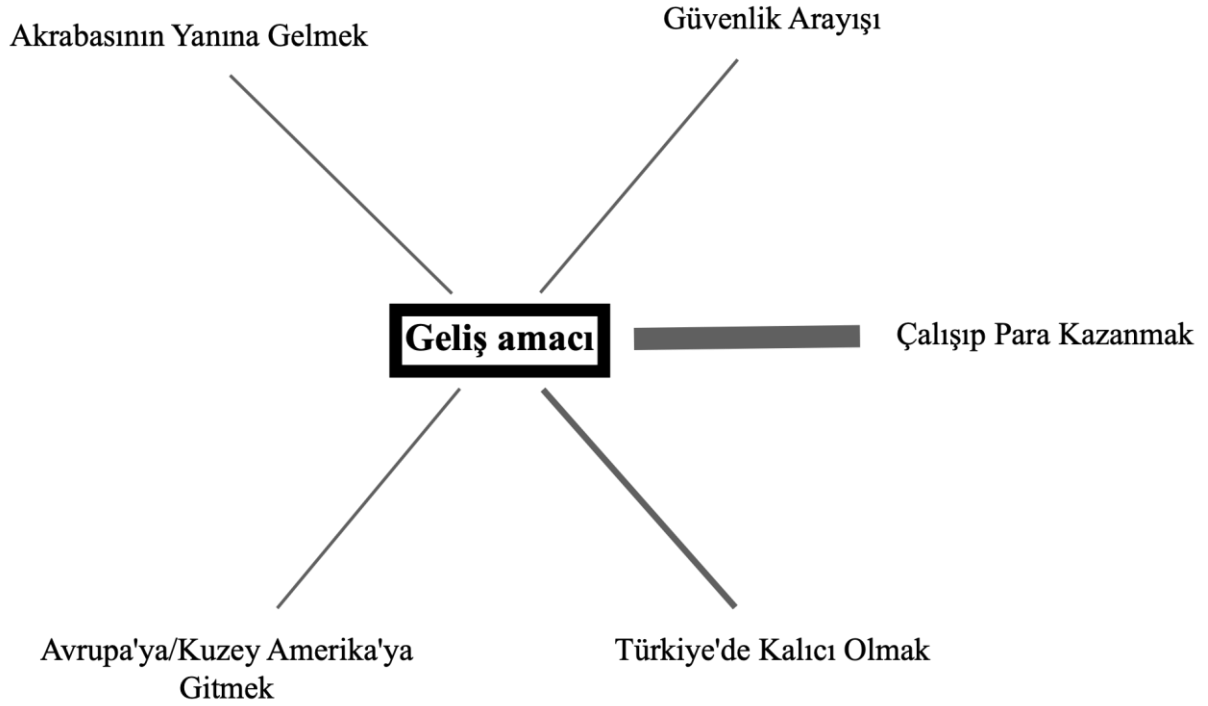 Akrabasının Yanına Gelmek
Güvenlik Arayışı
Geliş amacı
Çalışıp Para Kazanmak
Avrupa'ya/Kuzey Amerika'ya
Gitmek
Türkiye'de Kalıcı Olmak